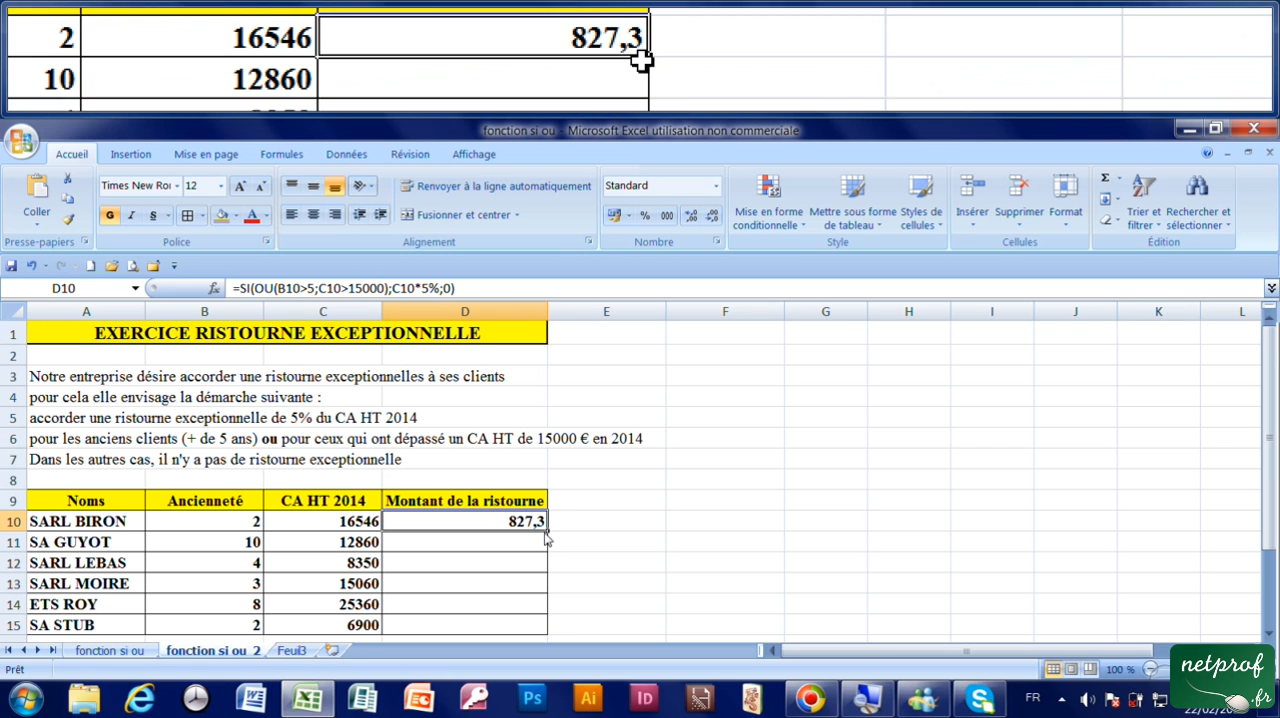 2 16546 827,3
10 12860
fonction si ou - Microsoft Excel utilisation non commerciale
Accueil Insertion Mise en page Formules Données Révision Affichage
Coller
Times New Ror 12
G I S
Renvoyer à la ligne automatiquement
Fusionner et centrer
Standard
% 000
Mise en forme conditionnelle
Mettre sous forme de tableau
Styles de cellules
Insérer Supprimer Format
Trier et filtrer
Rechercher et sélectionner
Presse-papiers Police Alignement Nombre Style Cellules Édition
D10 fx =SI(OU(B10>5;C10>15000);C10*5%;0)
A B C D E F G H I J K L
1 EXERCICE RISTOURNE EXCEPTIONNELLE
2
3 Notre entreprise désire accorder une ristourne exceptionnelles à ses clients
4 pour cela elle envisage la démarche suivante :
5 accorder une ristourne exceptionnelle de 5% du CA HT 2014
6 pour les anciens clients (+ de 5 ans) ou pour ceux qui ont dépassé un CA HT de 15000 € en 2014
7 Dans les autres cas, il n'y a pas de ristourne exceptionnelle
8
9 Noms Ancienneté CA HT 2014 Montant de la ristourne
10 SARL BIRON 2 16546 827,3
11 SA GUYOT 10 12860
12 SARL LEBAS 4 8350
13 SARL MOIRE 3 15060
14 ETS ROY 8 25360
15 SA STUB 2 6900
fonction si ou fonction si ou 2 Feuil3
Prêt 100 %
netprof.fr
Ps Ai Id FR